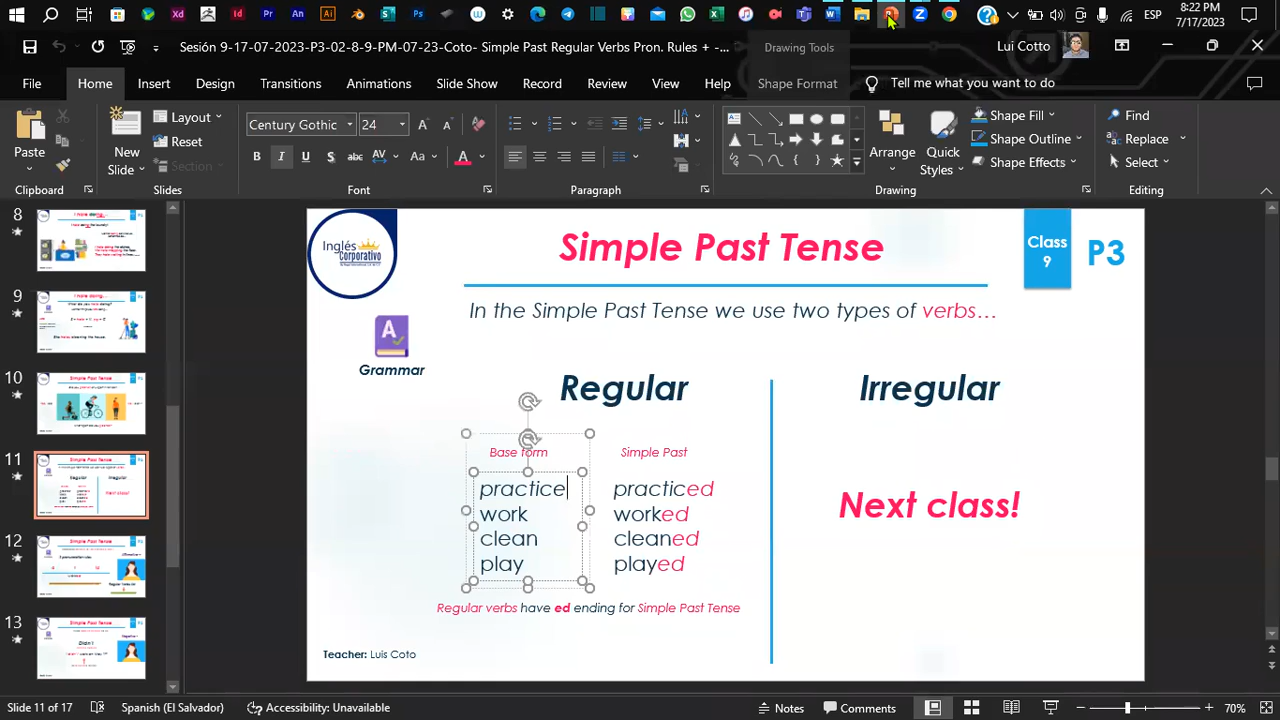 8:22 PM
ESP
7/17/2023
Sesión 9-17-07-2023-P3-02-8-9-PM-07-23-Coto- Simple Past Regular Verbs Pron. Rules + -...
Drawing Tools
Lui Cotto
File
Home
Insert
Design
Transitions
Animations
Slide Show
Record
Review
View
Help
Shape Format
Tell me what you want to do
Paste
New Slide
Layout
Reset
Section
Century Gothic
24
Arrange
Quick Styles
Shape Fill
Shape Outline
Shape Effects
Find
Replace
Select
Clipboard
Slides
Font
Paragraph
Drawing
Editing
8
9
10
11
12
13
Inglés
Corporativo
Simple Past Tense
Class
9
P3
In the Simple Past Tense we use two types of verbs...
Grammar
Regular
Irregular
Base form
Simple Past
practice
practiced
work
worked
clean
cleaned
play
played
Next class!
Regular verbs have ed ending for Simple Past Tense
Teacher: Luis Coto
Slide 11 of 17
Spanish (El Salvador)
Accessibility: Unavailable
Notes
Comments
70%